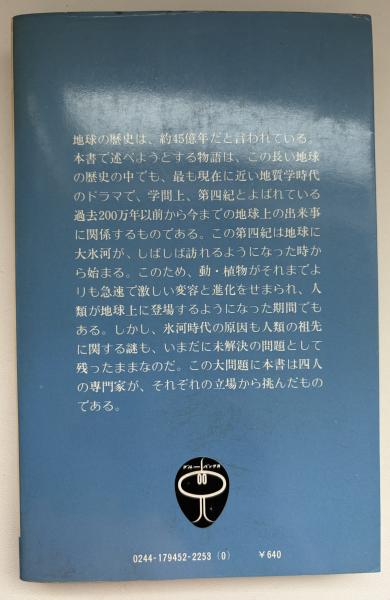 地球の歴史は、約45億年だと言われている。
本書で述べようとする物語は、この長い地球
の歴史の中でも、最も現在に近い地質学時代
のドラマで、学問上、第四紀とよばれている
過去200万年以前から今までの地球上の出来事
に関係するものである。この第四紀は地球に
大氷河が、しばしば訪れるようになった時か
ら始まる。このため、動・植物がそれまでよ
りも急速で激しい変容と進化をせまられ、人
類が地球上に登場するようになった期間でも
ある。しかし、氷河時代の原因も人類の祖先
に関する謎も、いまだに未解決の問題として
残ったままなのだ。この大問題に本書は四人
の専門家が、それぞれの立場から挑んだもの
である。
ブルーバックス
0244-179452-2253(0) ￥640